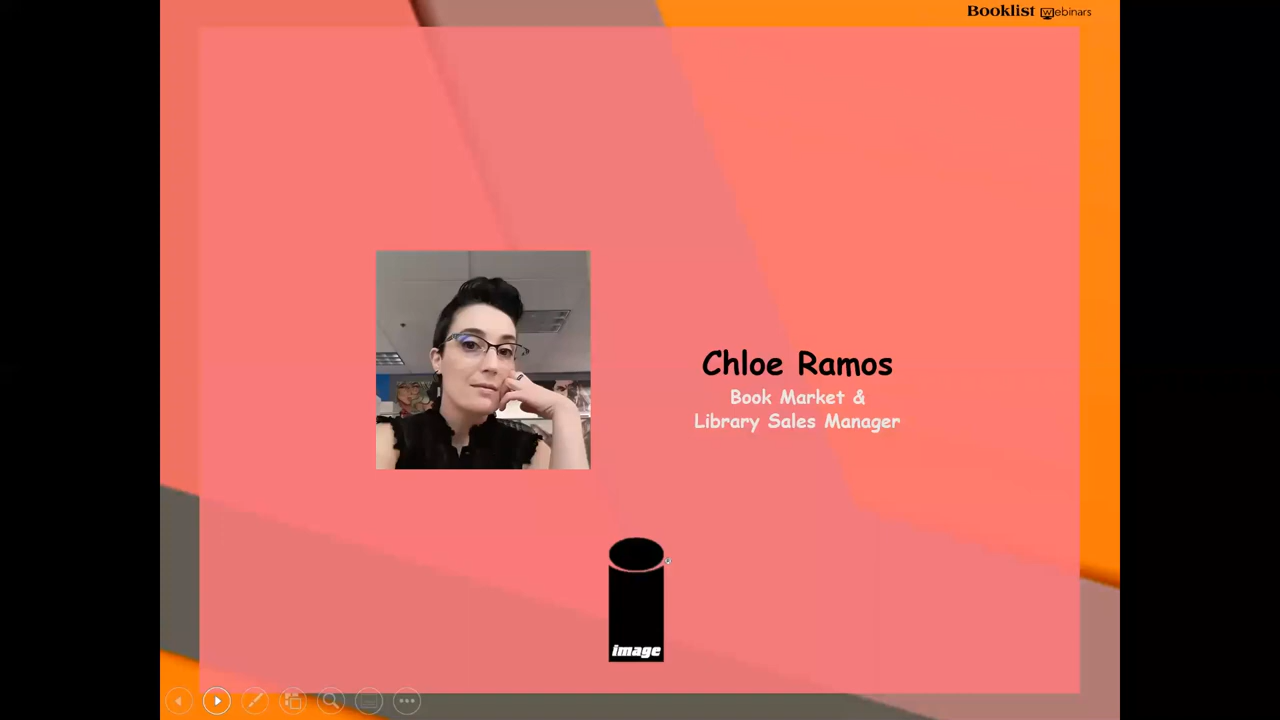 Booklist Webinars
Chloe Ramos
Book Market &
Library Sales Manager
image